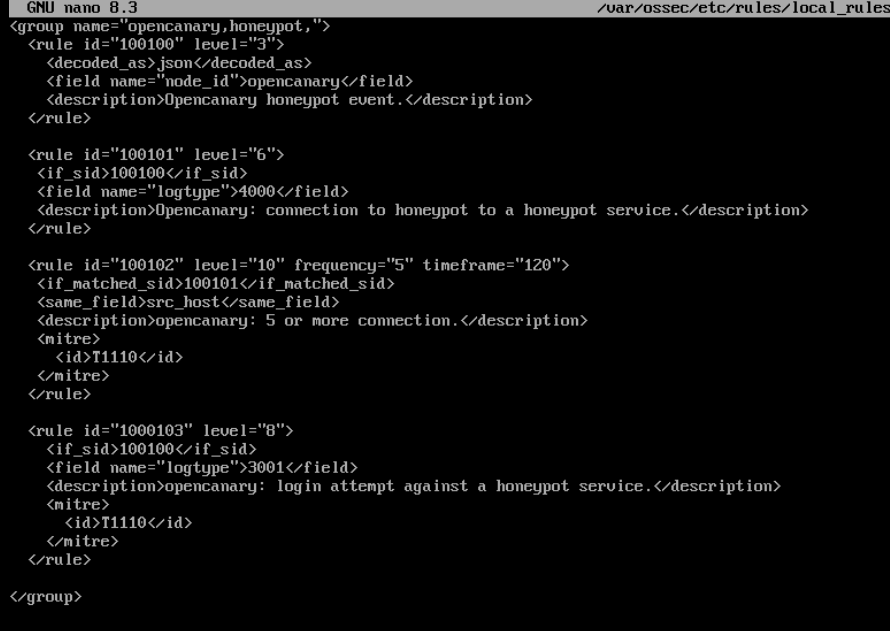 GNU nano 8.3 /var/ossec/etc/rules/local_rules
<group name="opencanary,honeypot,">
<rule id="100100" level="3">
<decoded_as>json</decoded_as>
<field name="node_id">opencanary</field>
<description>Opencanary honeypot event.</description>
</rule>
<rule id="100101" level="6">
<if_sid>100100</if_sid>
<field name="logtype">4000</field>
<description>Opencanary: connection to honeypot to a honeypot service.</description>
</rule>
<rule id="100102" level="10" frequency="5" timeframe="120">
<if_matched_sid>100101</if_matched_sid>
<same_field>src_host</same_field>
<description>opencanary: 5 or more connection.</description>
<mitre>
<id>T1110</id>
</mitre>
</rule>
<rule id="1000103" level="8">
<if_sid>100100</if_sid>
<field name="logtype">3001</field>
<description>opencanary: login attempt against a honeypot service.</description>
<mitre>
<id>T1110</id>
</mitre>
</rule>
</group>